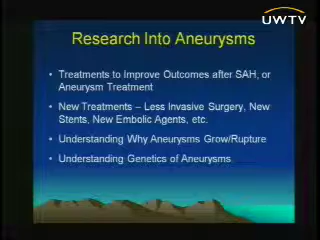 UWTV
Research Into Aneurysms
• Treatments to Improve Outcomes after SAH, or
Aneurysm Treatment
• New Treatments – Less Invasive Surgery, New
Stents, New Embolic Agents, etc.
• Understanding Why Aneurysms Grow/Rupture
• Understanding Genetics of Aneurysms